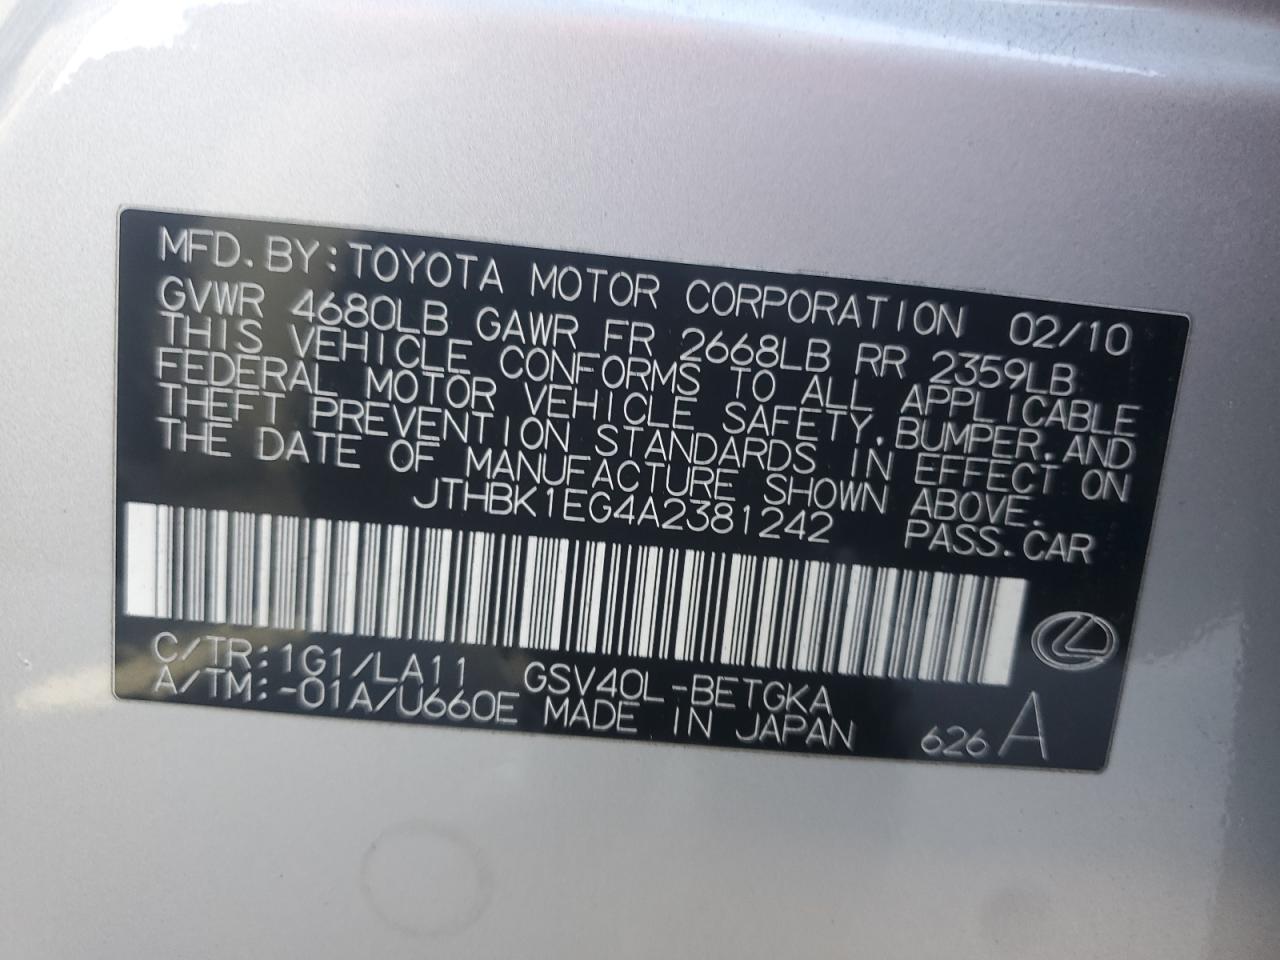 MFD. BY: TOYOTA MOTOR CORPORATION 02/10
GVWR 4680LB GAWR FR 2668LB RR 2359LB
THIS VEHICLE CONFORMS TO ALL APPLICABLE
FEDERAL MOTOR VEHICLE SAFETY, BUMPER, AND
THEFT PREVENTION STANDARDS IN EFFECT ON
THE DATE OF MANUFACTURE SHOWN ABOVE.
JTHBK1EG4A2381242 PASS. CAR
C/TR: 1G1/LA11 GSV40L-BETGKA
A/TM: -01A/U660E MADE IN JAPAN 626 A